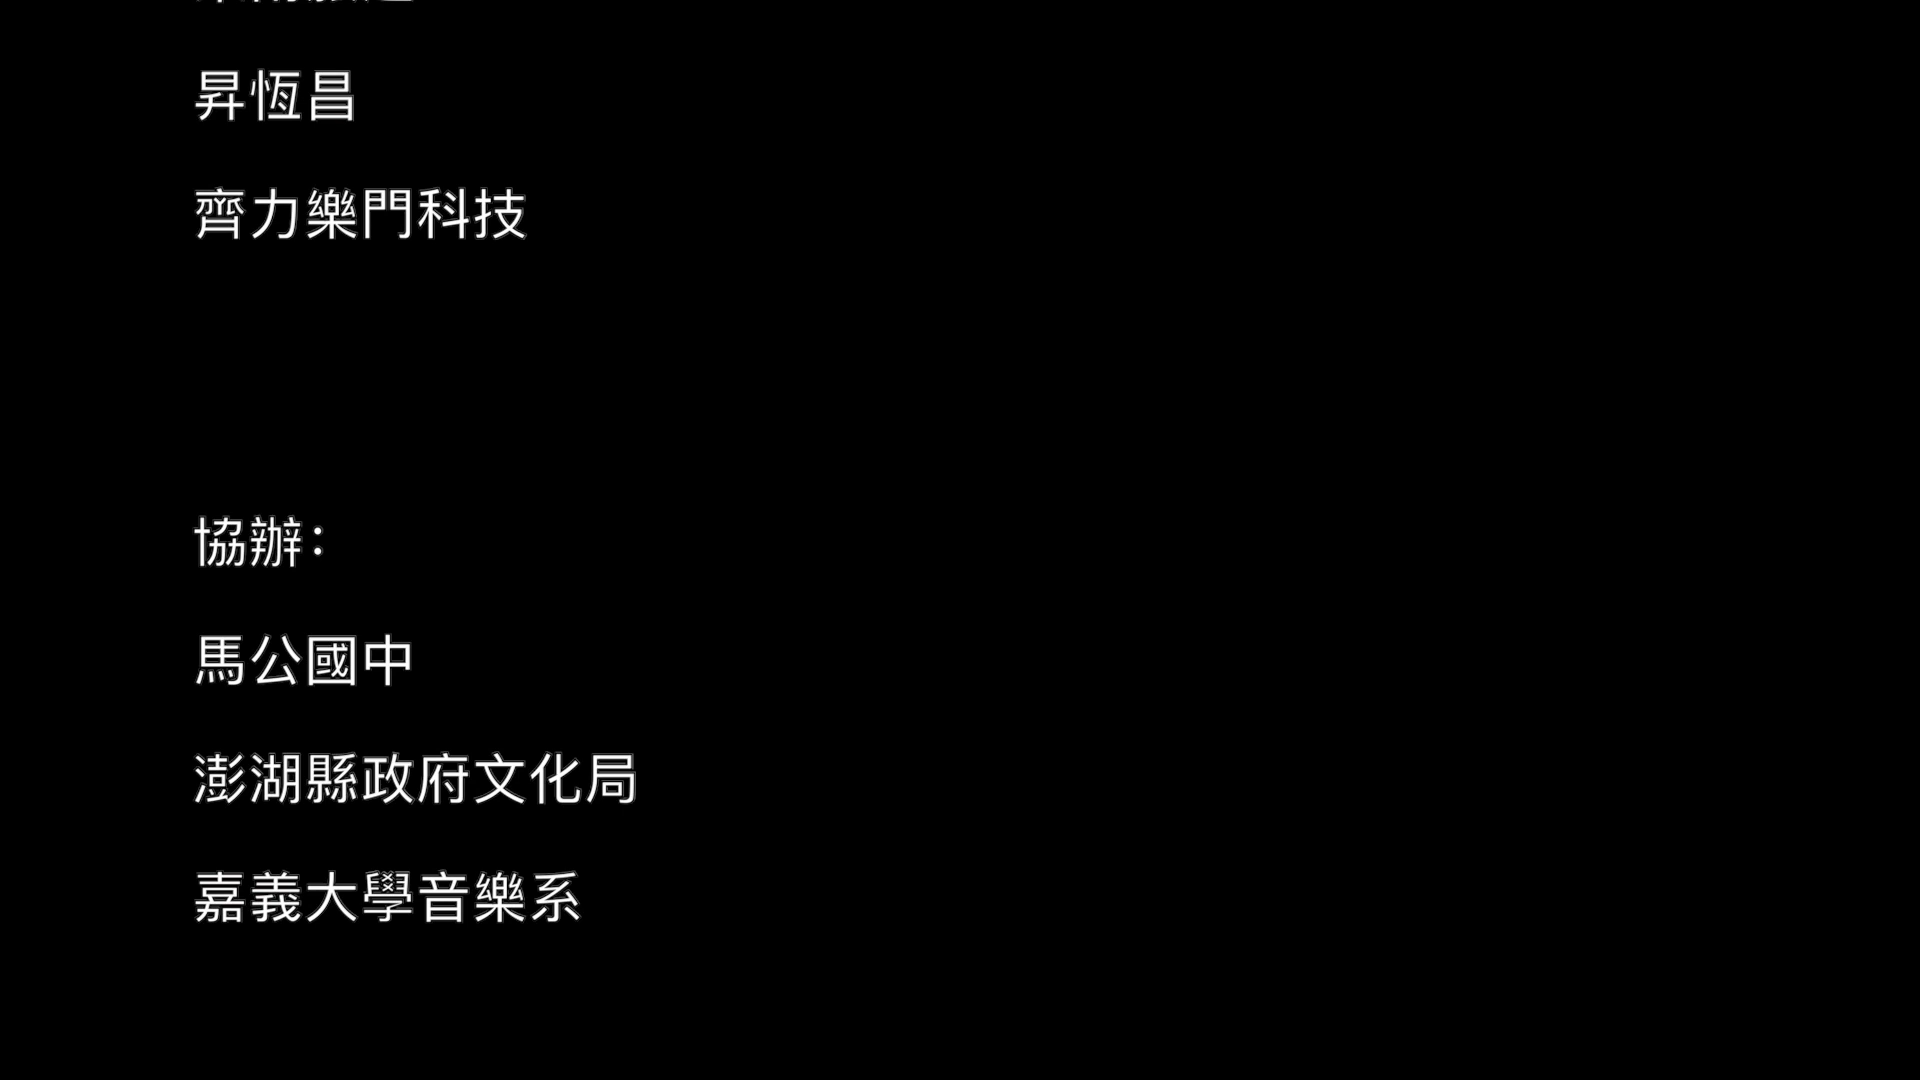 昇恆昌
齊力樂門科技
協辦：
馬公國中
澎湖縣政府文化局
嘉義大學音樂系